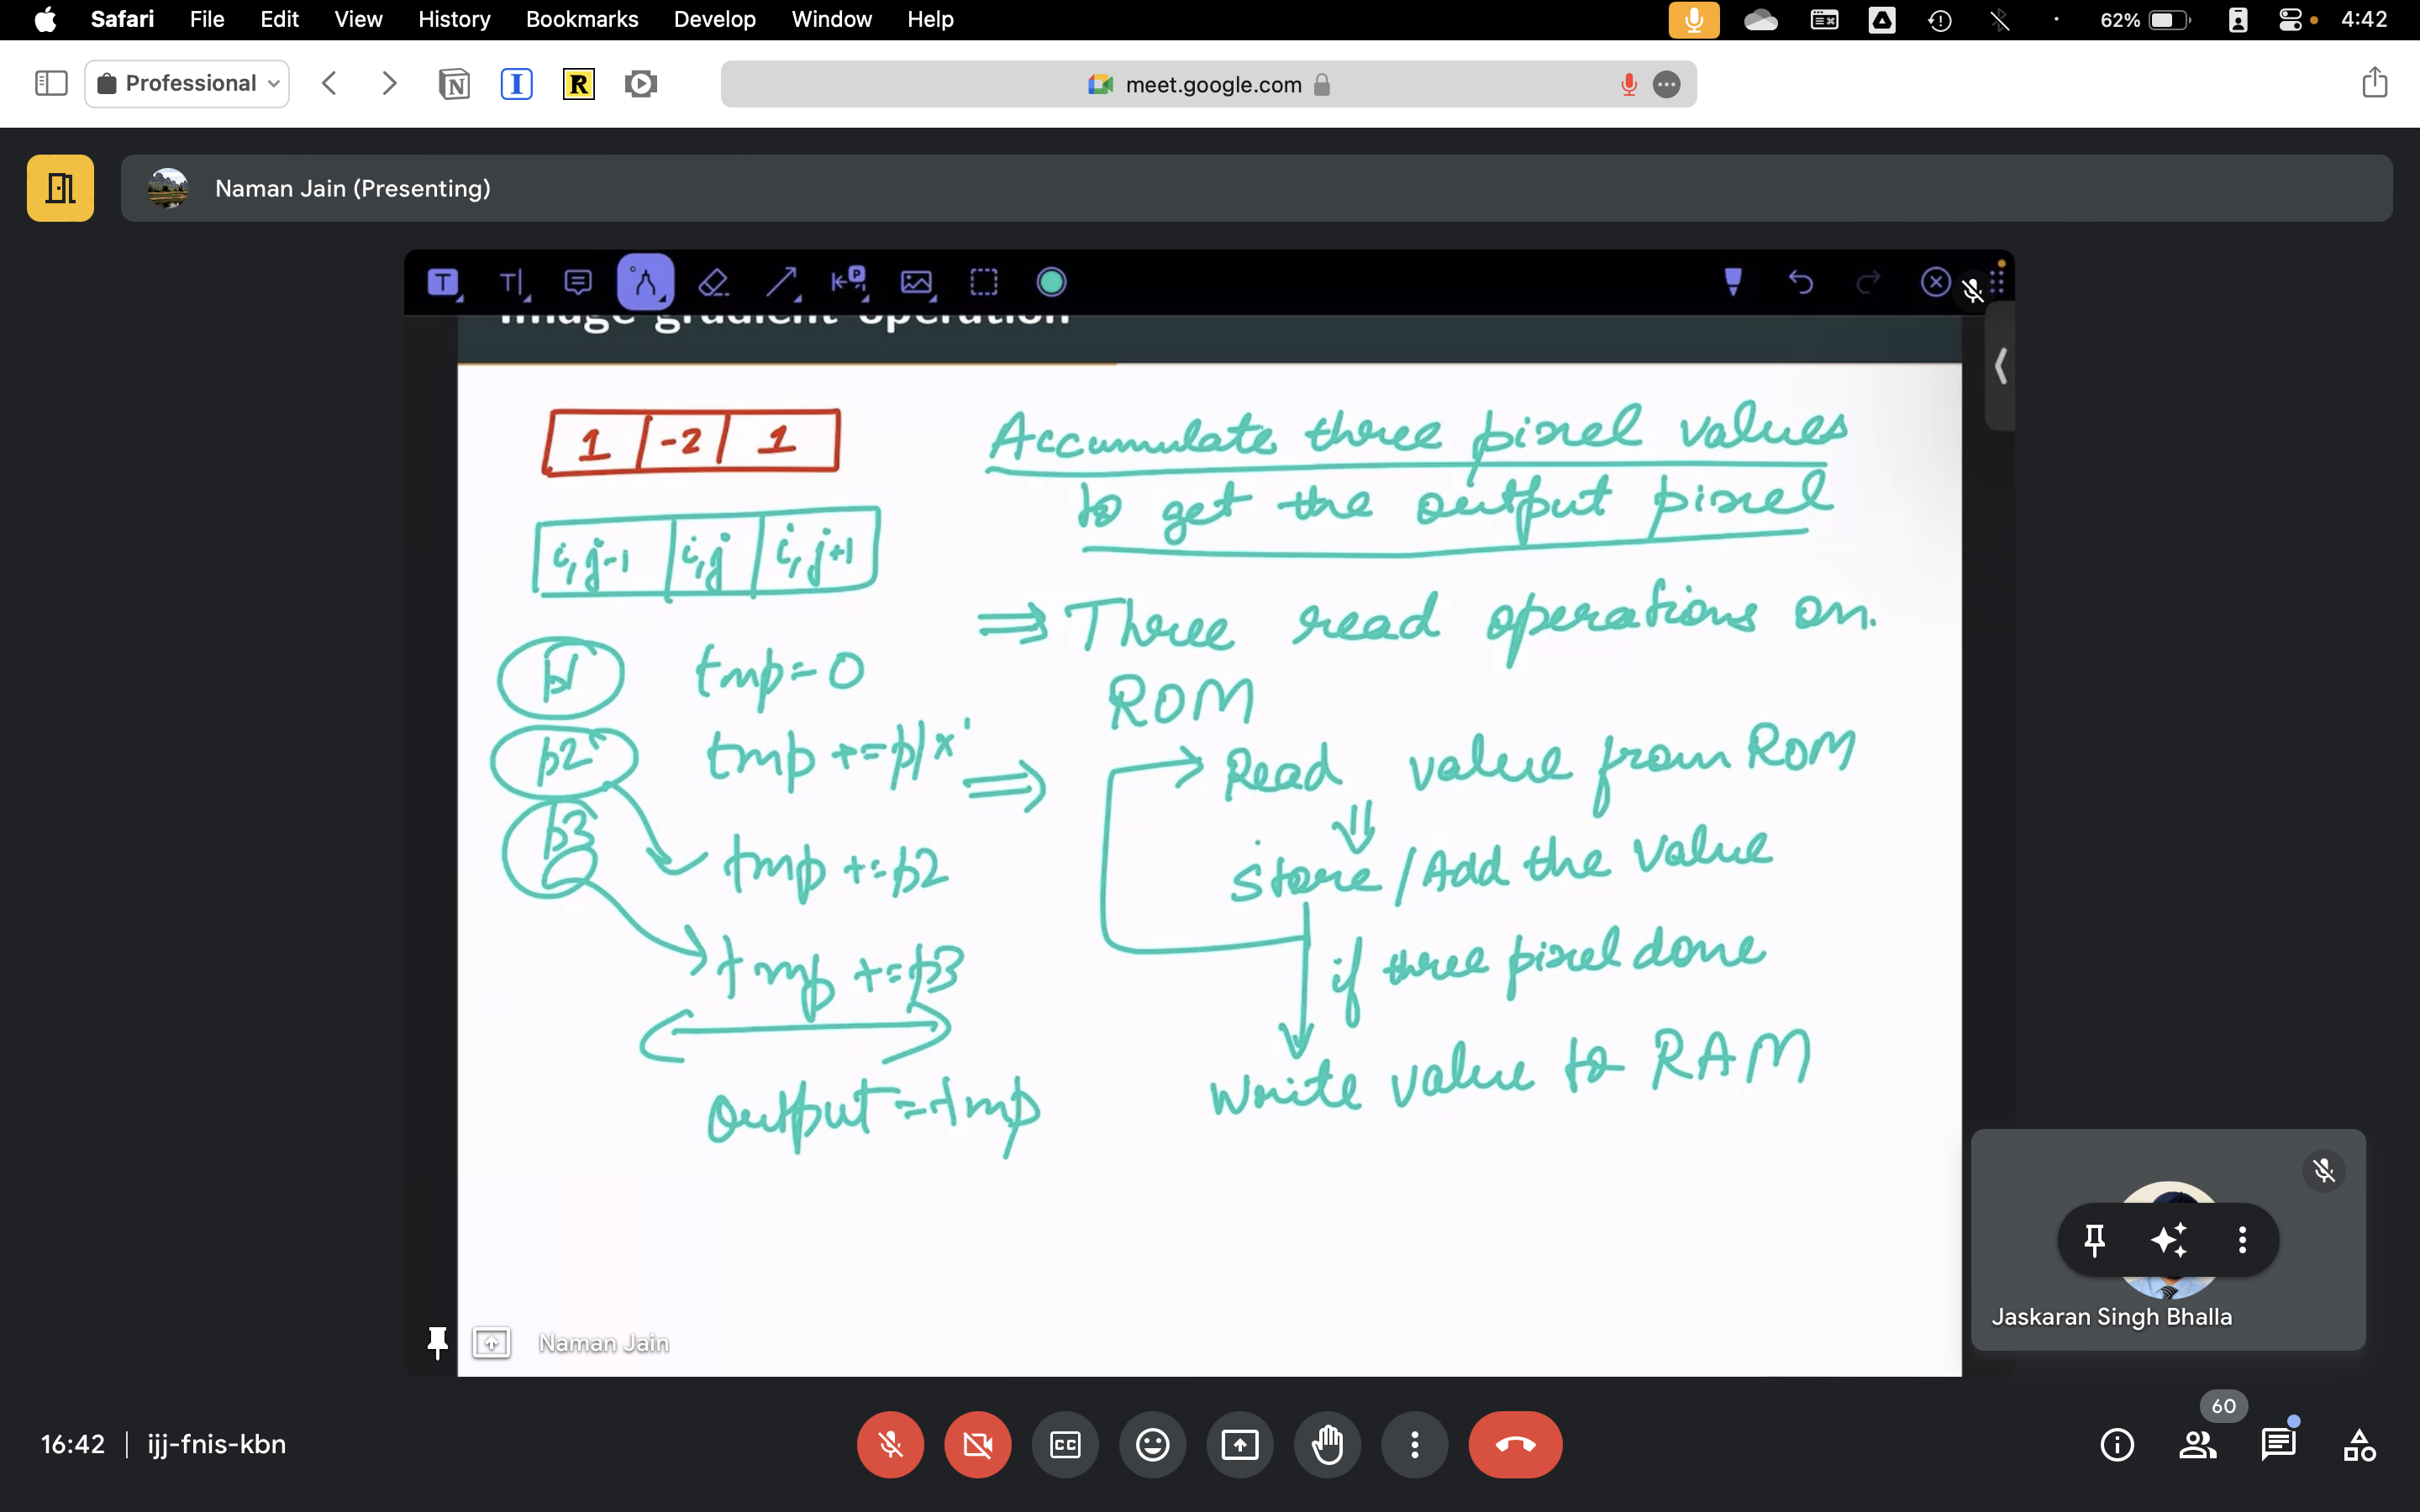 Safari File Edit View History Bookmarks Develop Window Help 62% 4:42
Professional meet.google.com
Naman Jain (Presenting)
Image gradient operation
1 -2 1
i,j-1 i,j i,j+1
Accumulate three pixel values
to get the output pixel
⇒ Three read operations on.
ROM
p1 tmp=0
p2 tmp +=p1x'
p3 tmp +=p2
tmp +=p3
output=tmp
⇒ Read value from ROM
store/Add the value
if three pixel done
write value to RAM
Naman Jain
Jaskaran Singh Bhalla
16:42 | ijj-fnis-kbn
60